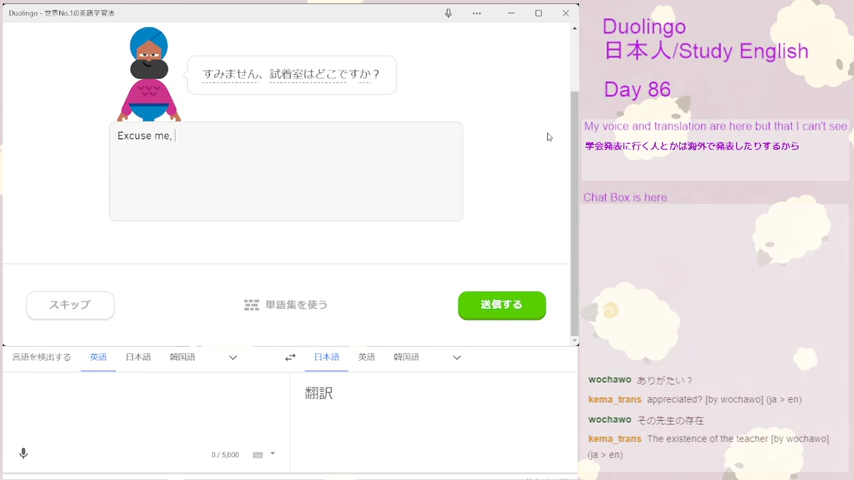 Duolingo - 世界No.1の英語学習法
すみません、試着室はどこですか？
Excuse me,
スキップ
単語集を使う
送信する
言語を検出する 英語 日本語 韓国語
日本語 英語 韓国語
翻訳
0 / 5,000
Duolingo
日本人/Study English
Day 86
My voice and translation are here but that I can't see.
学会発表に行く人とかは海外で発表したりするから
Chat Box is here.
wochawo ありがたい？
kema_trans appreciated? [by wochawo] (ja > en)
wochawo その先生の存在
kema_trans The existence of the teacher [by wochawo]
(ja > en)